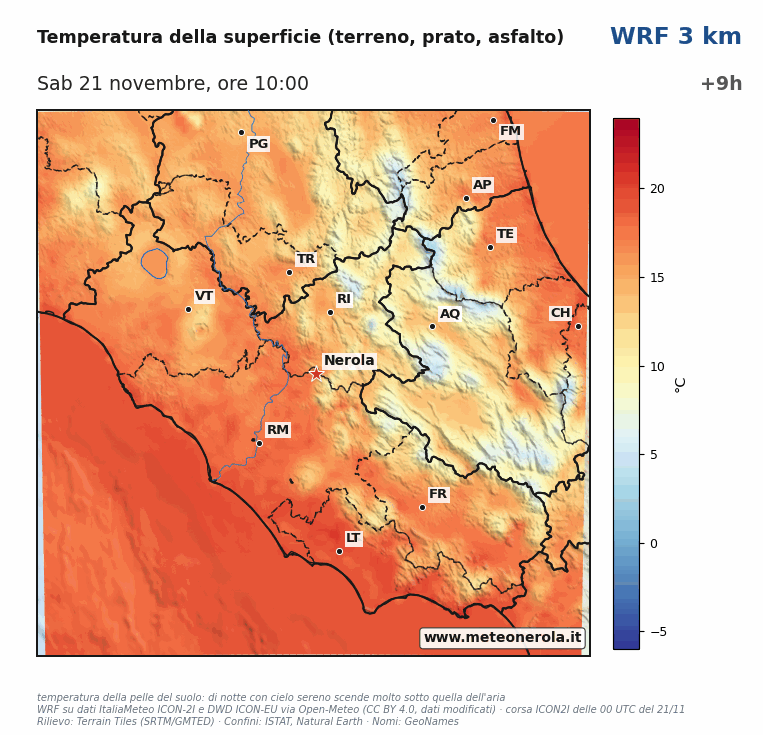 Temperatura della superficie (terreno, prato, asfalto)
WRF 3 km
Sab 21 novembre, ore 10:00
+9h
FM
PG
AP
TE
TR
RI
VT
AQ
CH
Nerola
RM
FR
LT
www.meteonerola.it
20
15
10
5
0
−5
°C
temperatura della pelle del suolo: di notte con cielo sereno scende molto sotto quella dell'aria
WRF su dati ItaliaMeteo ICON-2I e DWD ICON-EU via Open-Meteo (CC BY 4.0, dati modificati) · corsa ICON2I delle 00 UTC del 21/11
Rilievo: Terrain Tiles (SRTM/GMTED) · Confini: ISTAT, Natural Earth · Nomi: GeoNames